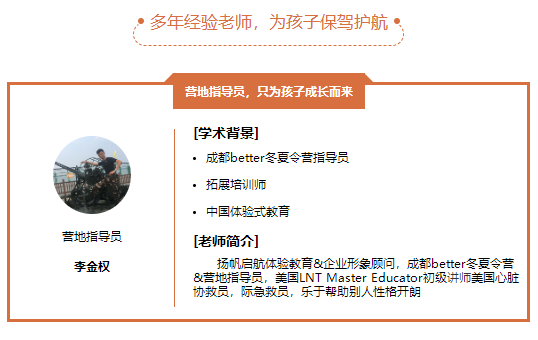 多年经验老师，为孩子保驾护航
营地指导员，只为孩子成长而来
[学术背景]
• 成都better冬夏令营指导员
• 拓展培训师
• 中国体验式教育
营地指导员
李金权
[老师简介]
扬帆启航体验教育&企业形象顾问，成都better冬夏令营
&营地指导员，美国LNT Master Educator初级讲师美国心脏
协救员，际急救员，乐于帮助别人性格开朗